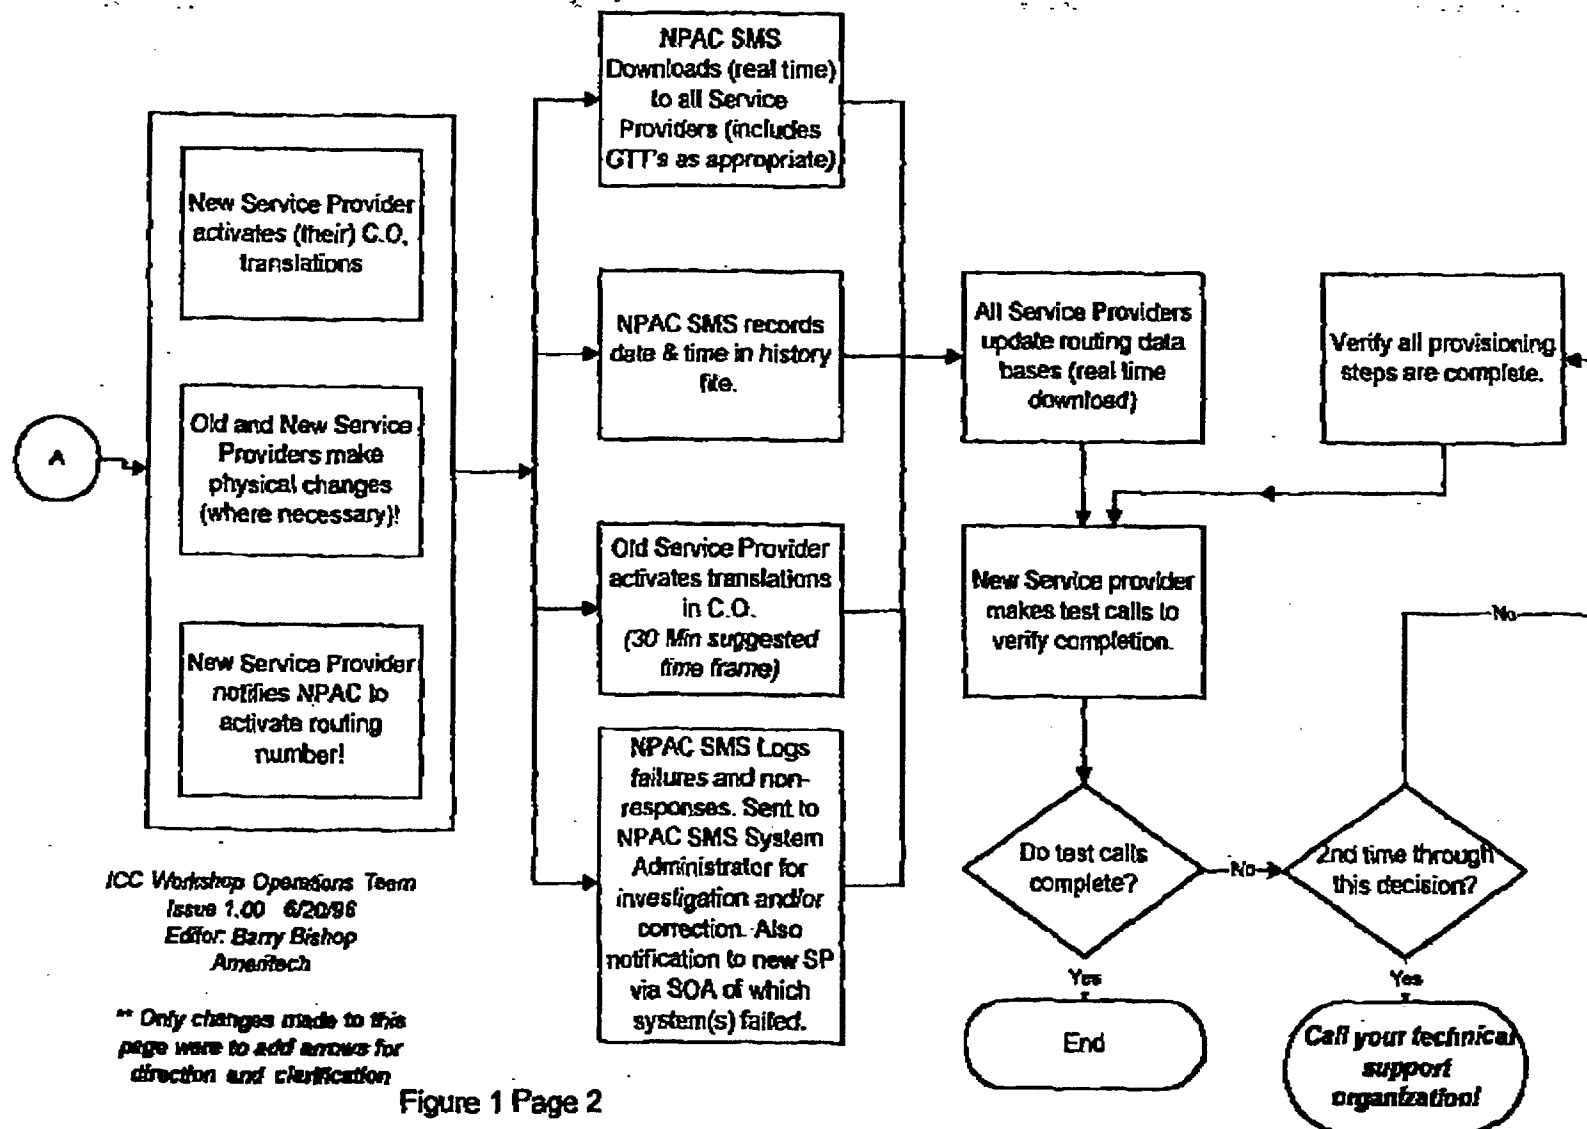 A
New Service Provider
activates (their) C.O.
translations
Old and New Service
Providers make
physical changes
(where necessary)!
New Service Provider
notifies NPAC to
activate routing
number!
NPAC SMS
Downloads (real time)
to all Service
Providers (includes
GTT's as appropriate)
NPAC SMS records
date & time in history
file.
Old Service Provider
activates translations
in C.O.
(30 Min suggested
time frame)
NPAC SMS Logs
failures and non-
responses. Sent to
NPAC SMS System
Administrator for
investigation and/or
correction. Also
notification to new SP
via SOA of which
system(s) failed.
All Service Providers
update routing data
bases (real time
download)
Verify all provisioning
steps are complete.
New Service provider
makes test calls to
verify completion.
No
Do test calls
complete?
No
2nd time through
this decision?
Yes
Yes
End
Call your technical
support
organization!
ICC Workshop Operations Team
Issue 1.00 6/20/96
Editor: Barry Bishop
Ameritech
** Only changes made to this
page were to add arrows for
direction and clarification
Figure 1 Page 2